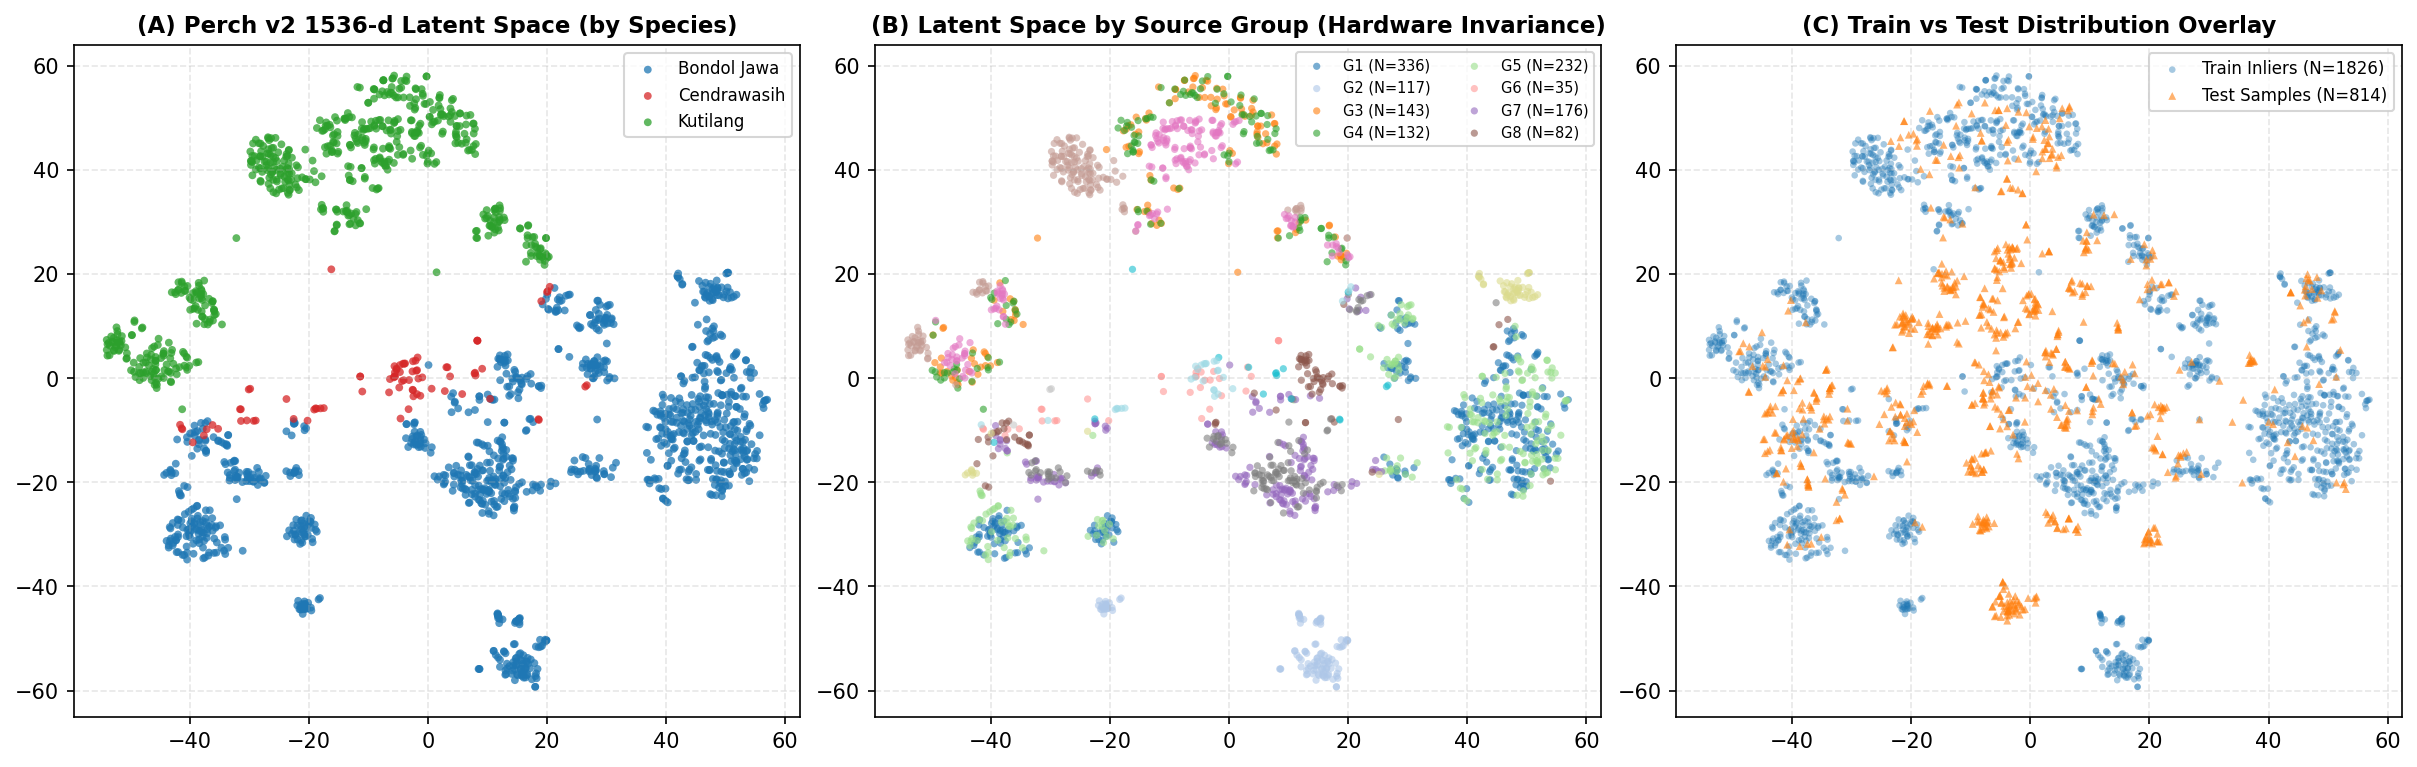 (A) Perch v2 1536-d Latent Space (by Species)
Bondol Jawa
Cendrawasih
Kutilang
60
40
20
0
−20
−40
−60
−40 −20 0 20 40 60
(B) Latent Space by Source Group (Hardware Invariance)
G1 (N=336) G5 (N=232)
G2 (N=117) G6 (N=35)
G3 (N=143) G7 (N=176)
G4 (N=132) G8 (N=82)
60
40
20
0
−20
−40
−60
−40 −20 0 20 40 60
(C) Train vs Test Distribution Overlay
Train Inliers (N=1826)
Test Samples (N=814)
60
40
20
0
−20
−40
−60
−40 −20 0 20 40 60